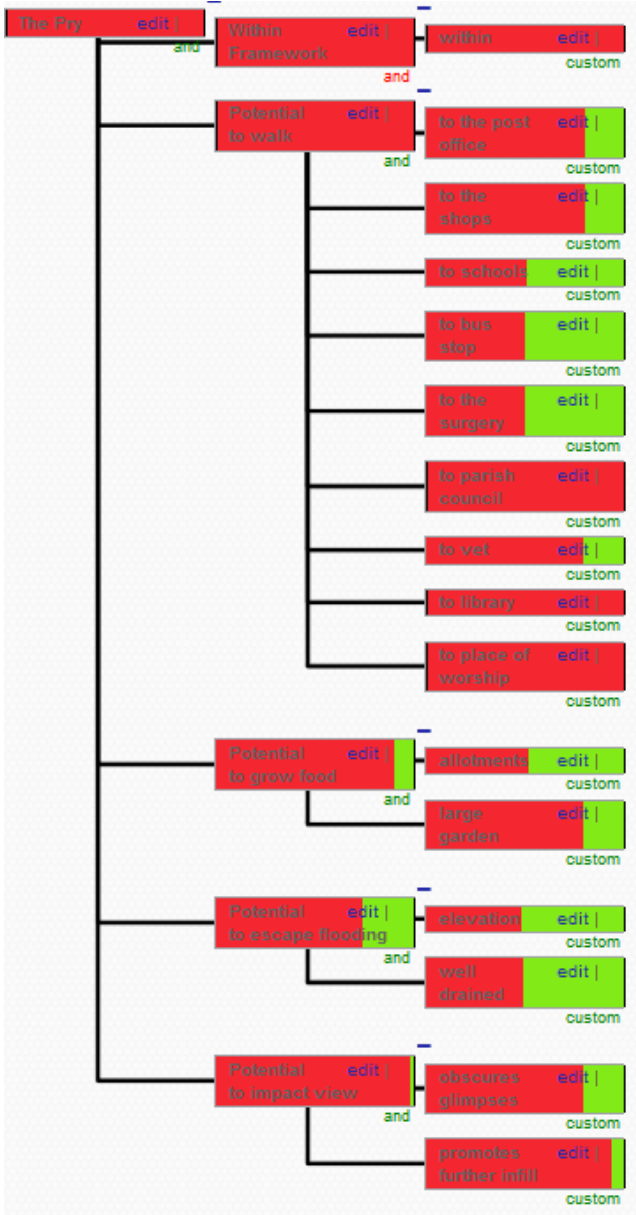 The Pry edit |
and
Within edit |
Framework
and
within
custom
Potential edit |
to walk
and
to the post edit |
office
custom
to the edit |
shops
custom
to schools edit |
custom
to bus edit |
stop
custom
to the edit |
surgery
custom
to parish edit |
council
custom
to vet edit |
custom
to library edit |
custom
to place of edit |
worship
custom
Potential edit |
to grow food
and
allotments edit |
custom
large edit |
garden
custom
Potential edit |
to escape flooding
and
elevation edit |
custom
well edit |
drained
custom
Potential edit |
to impact view
and
obscures edit |
glimpses
custom
promotes edit |
further infill
custom